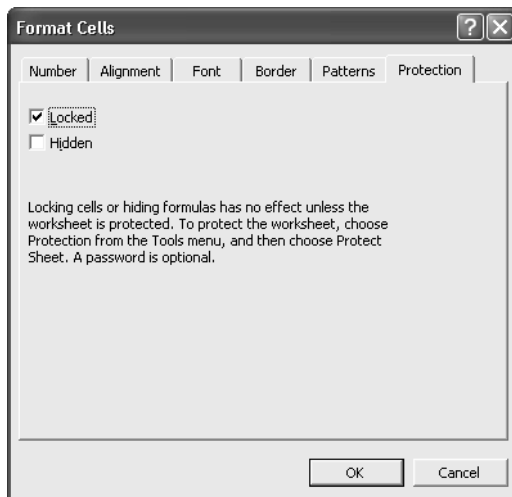 Format Cells
Number Alignment Font Border Patterns Protection
Locked
Hidden
Locking cells or hiding formulas has no effect unless the
worksheet is protected. To protect the worksheet, choose
Protection from the Tools menu, and then choose Protect
Sheet. A password is optional.
OK Cancel